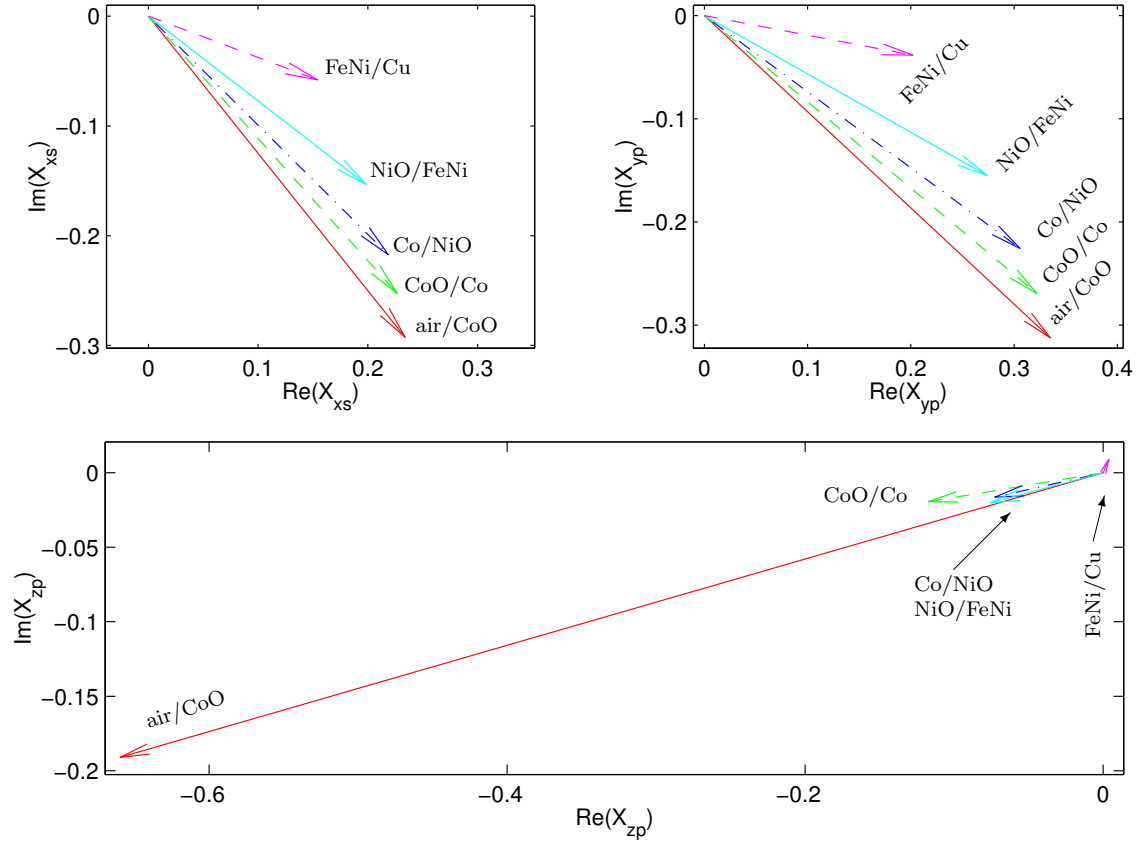 0
−0.1
−0.2
−0.3
Im(X_xs)
FeNi/Cu
NiO/FeNi
Co/NiO
CoO/Co
air/CoO
0
0.1
0.2
0.3
Re(X_xs)
0
−0.1
−0.2
−0.3
Im(X_yp)
FeNi/Cu
NiO/FeNi
Co/NiO
CoO/Co
air/CoO
0
0.1
0.2
0.3
0.4
Re(X_yp)
0
−0.05
−0.1
−0.15
−0.2
Im(X_zp)
CoO/Co
Co/NiO
NiO/FeNi
FeNi/Cu
air/CoO
−0.6
−0.4
−0.2
0
Re(X_zp)